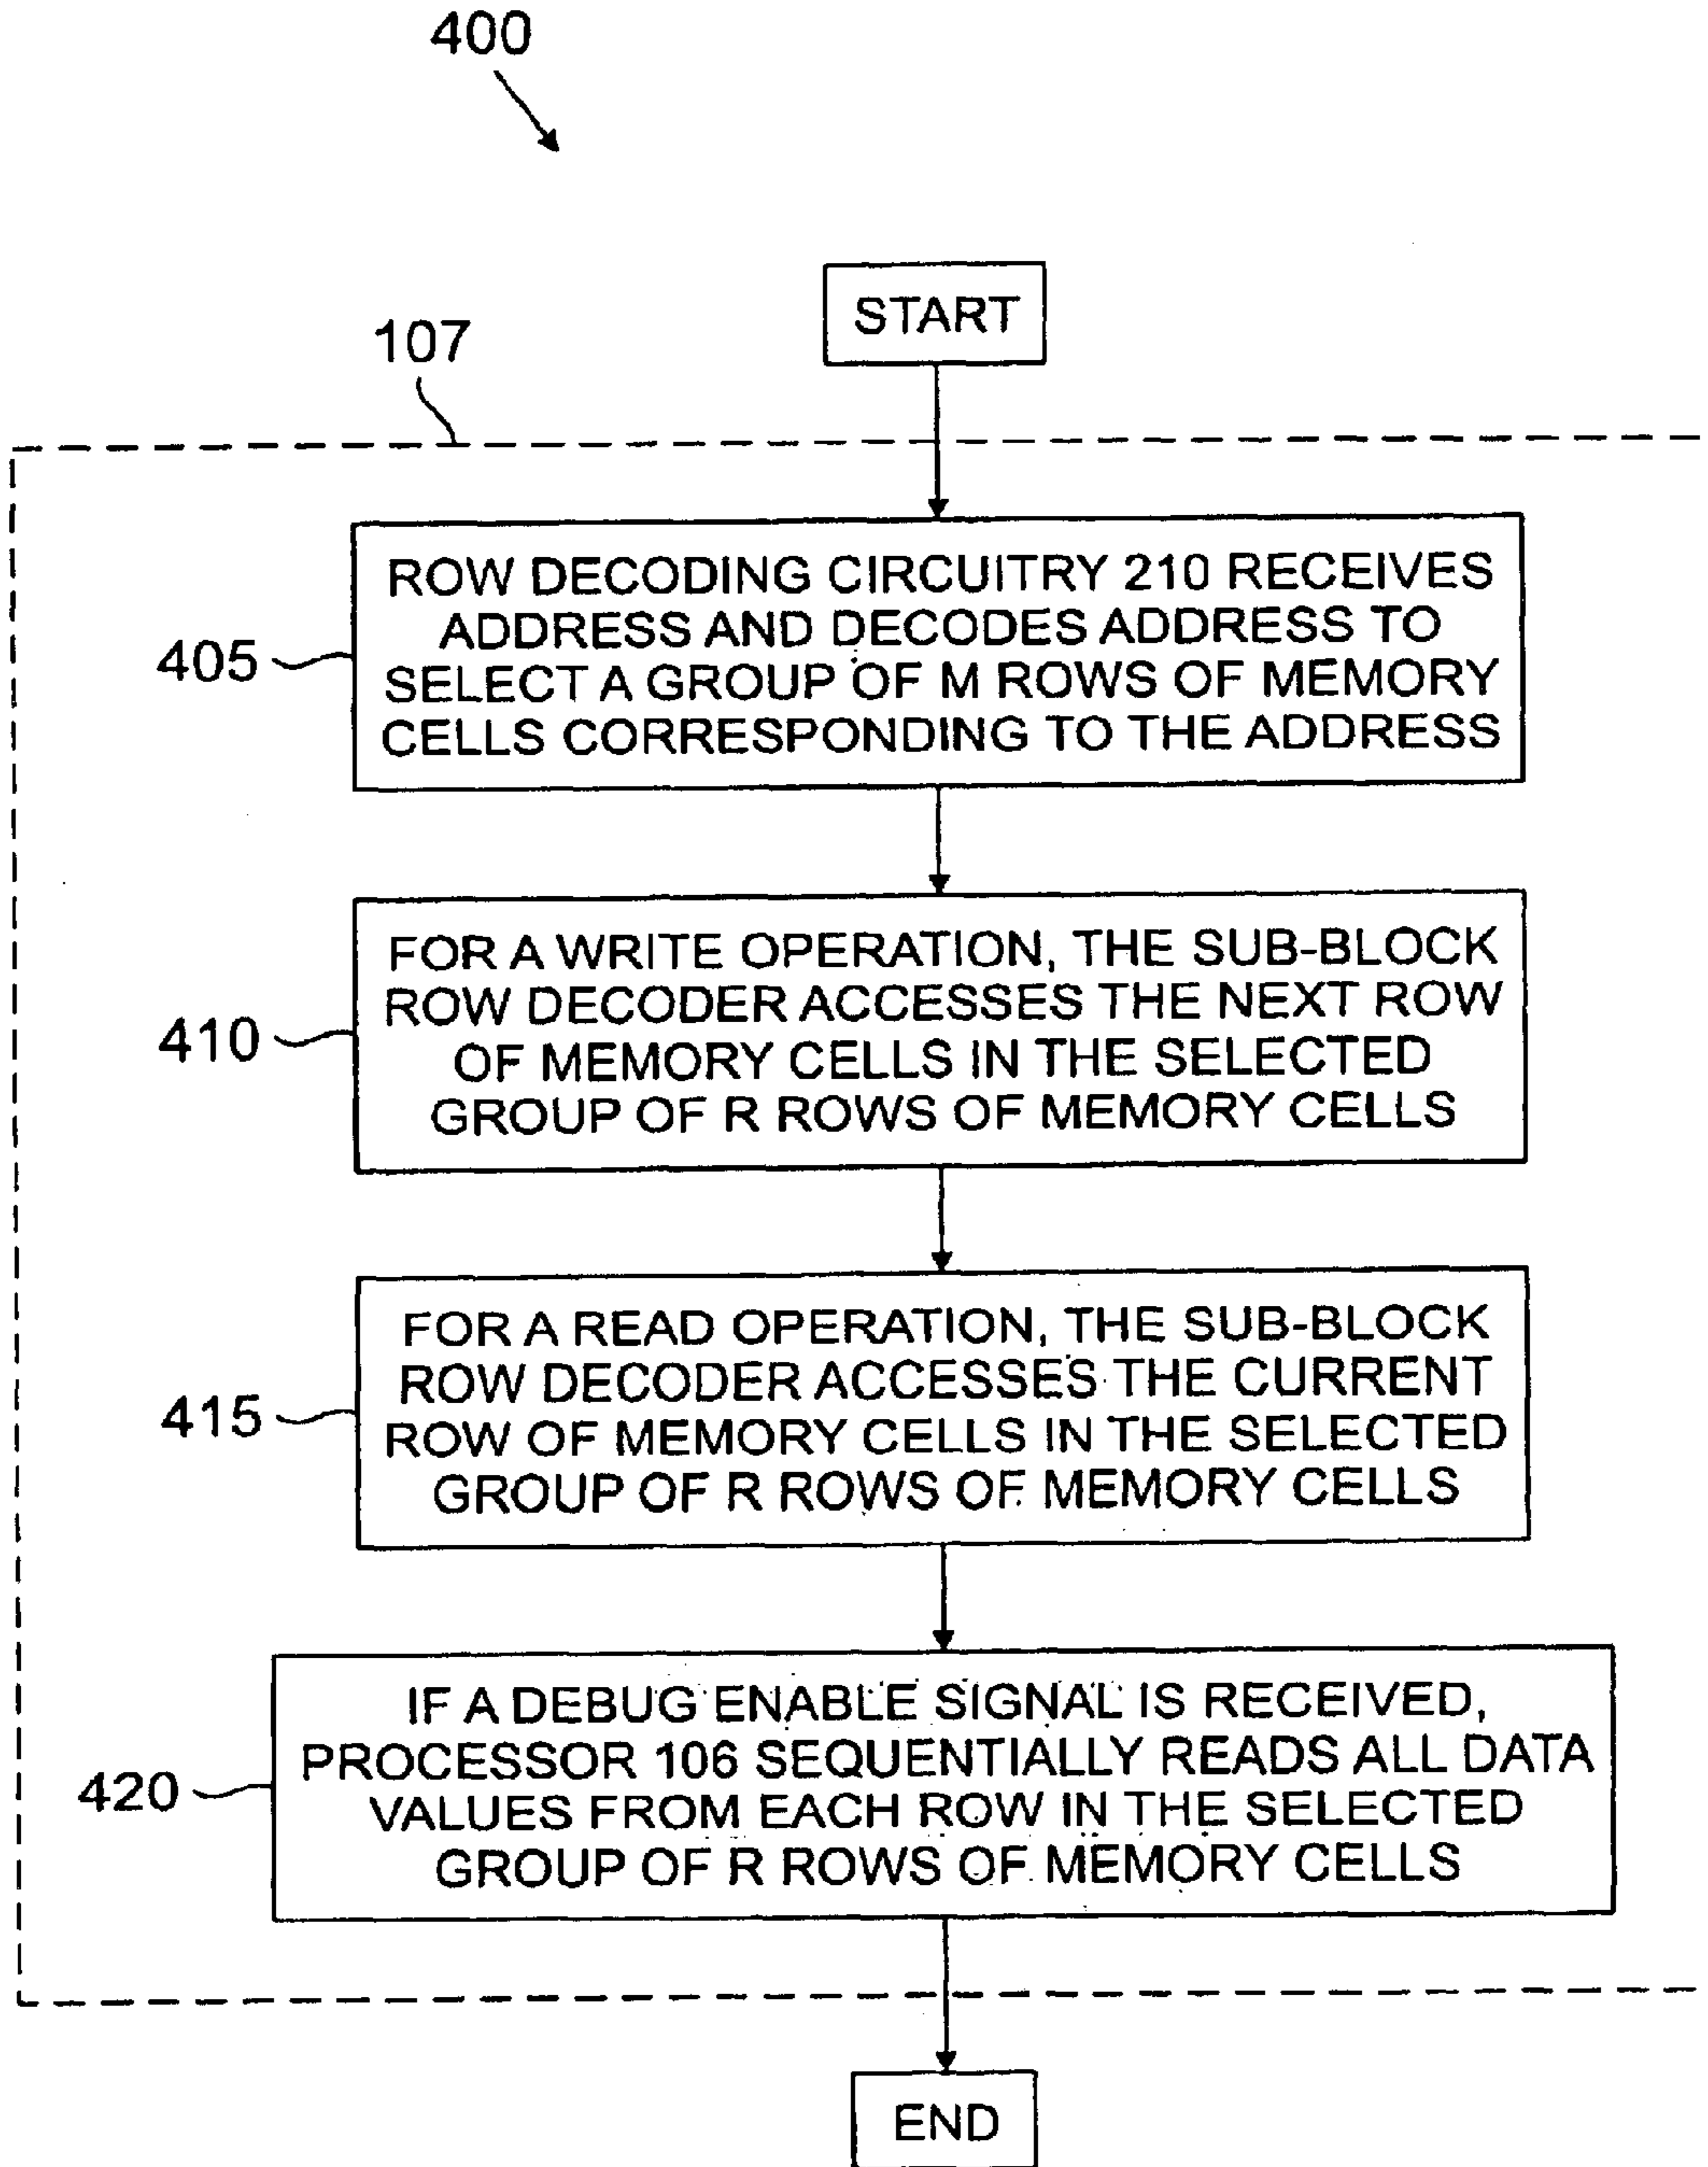 400
START
107
405
ROW DECODING CIRCUITRY 210 RECEIVES
ADDRESS AND DECODES ADDRESS TO
SELECT A GROUP OF M ROWS OF MEMORY
CELLS CORRESPONDING TO THE ADDRESS
410
FOR A WRITE OPERATION, THE SUB-BLOCK
ROW DECODER ACCESSES THE NEXT ROW
OF MEMORY CELLS IN THE SELECTED
GROUP OF R ROWS OF MEMORY CELLS
415
FOR A READ OPERATION, THE SUB-BLOCK
ROW DECODER ACCESSES THE CURRENT
ROW OF MEMORY CELLS IN THE SELECTED
GROUP OF R ROWS OF MEMORY CELLS
420
IF A DEBUG ENABLE SIGNAL IS RECEIVED,
PROCESSOR 106 SEQUENTIALLY READS ALL DATA
VALUES FROM EACH ROW IN THE SELECTED
GROUP OF R ROWS OF MEMORY CELLS
END